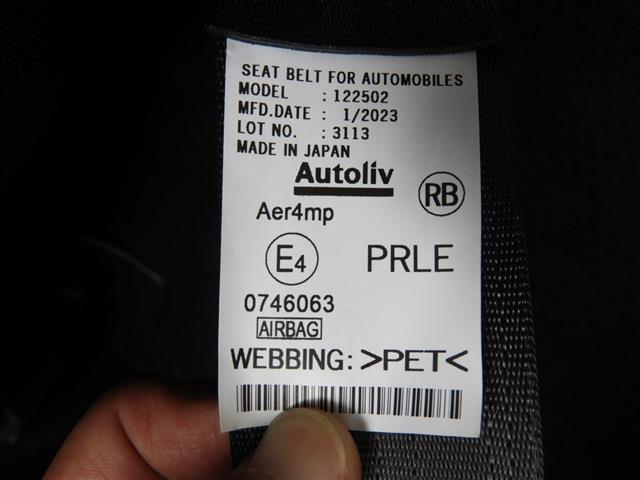 SEAT BELT FOR AUTOMOBILES
MODEL : 122502
MFD.DATE : 1/2023
LOT NO. : 3113
MADE IN JAPAN
Autoliv
RB
Aer4mp
E4 PRLE
0746063
AIRBAG
WEBBING: >PET<